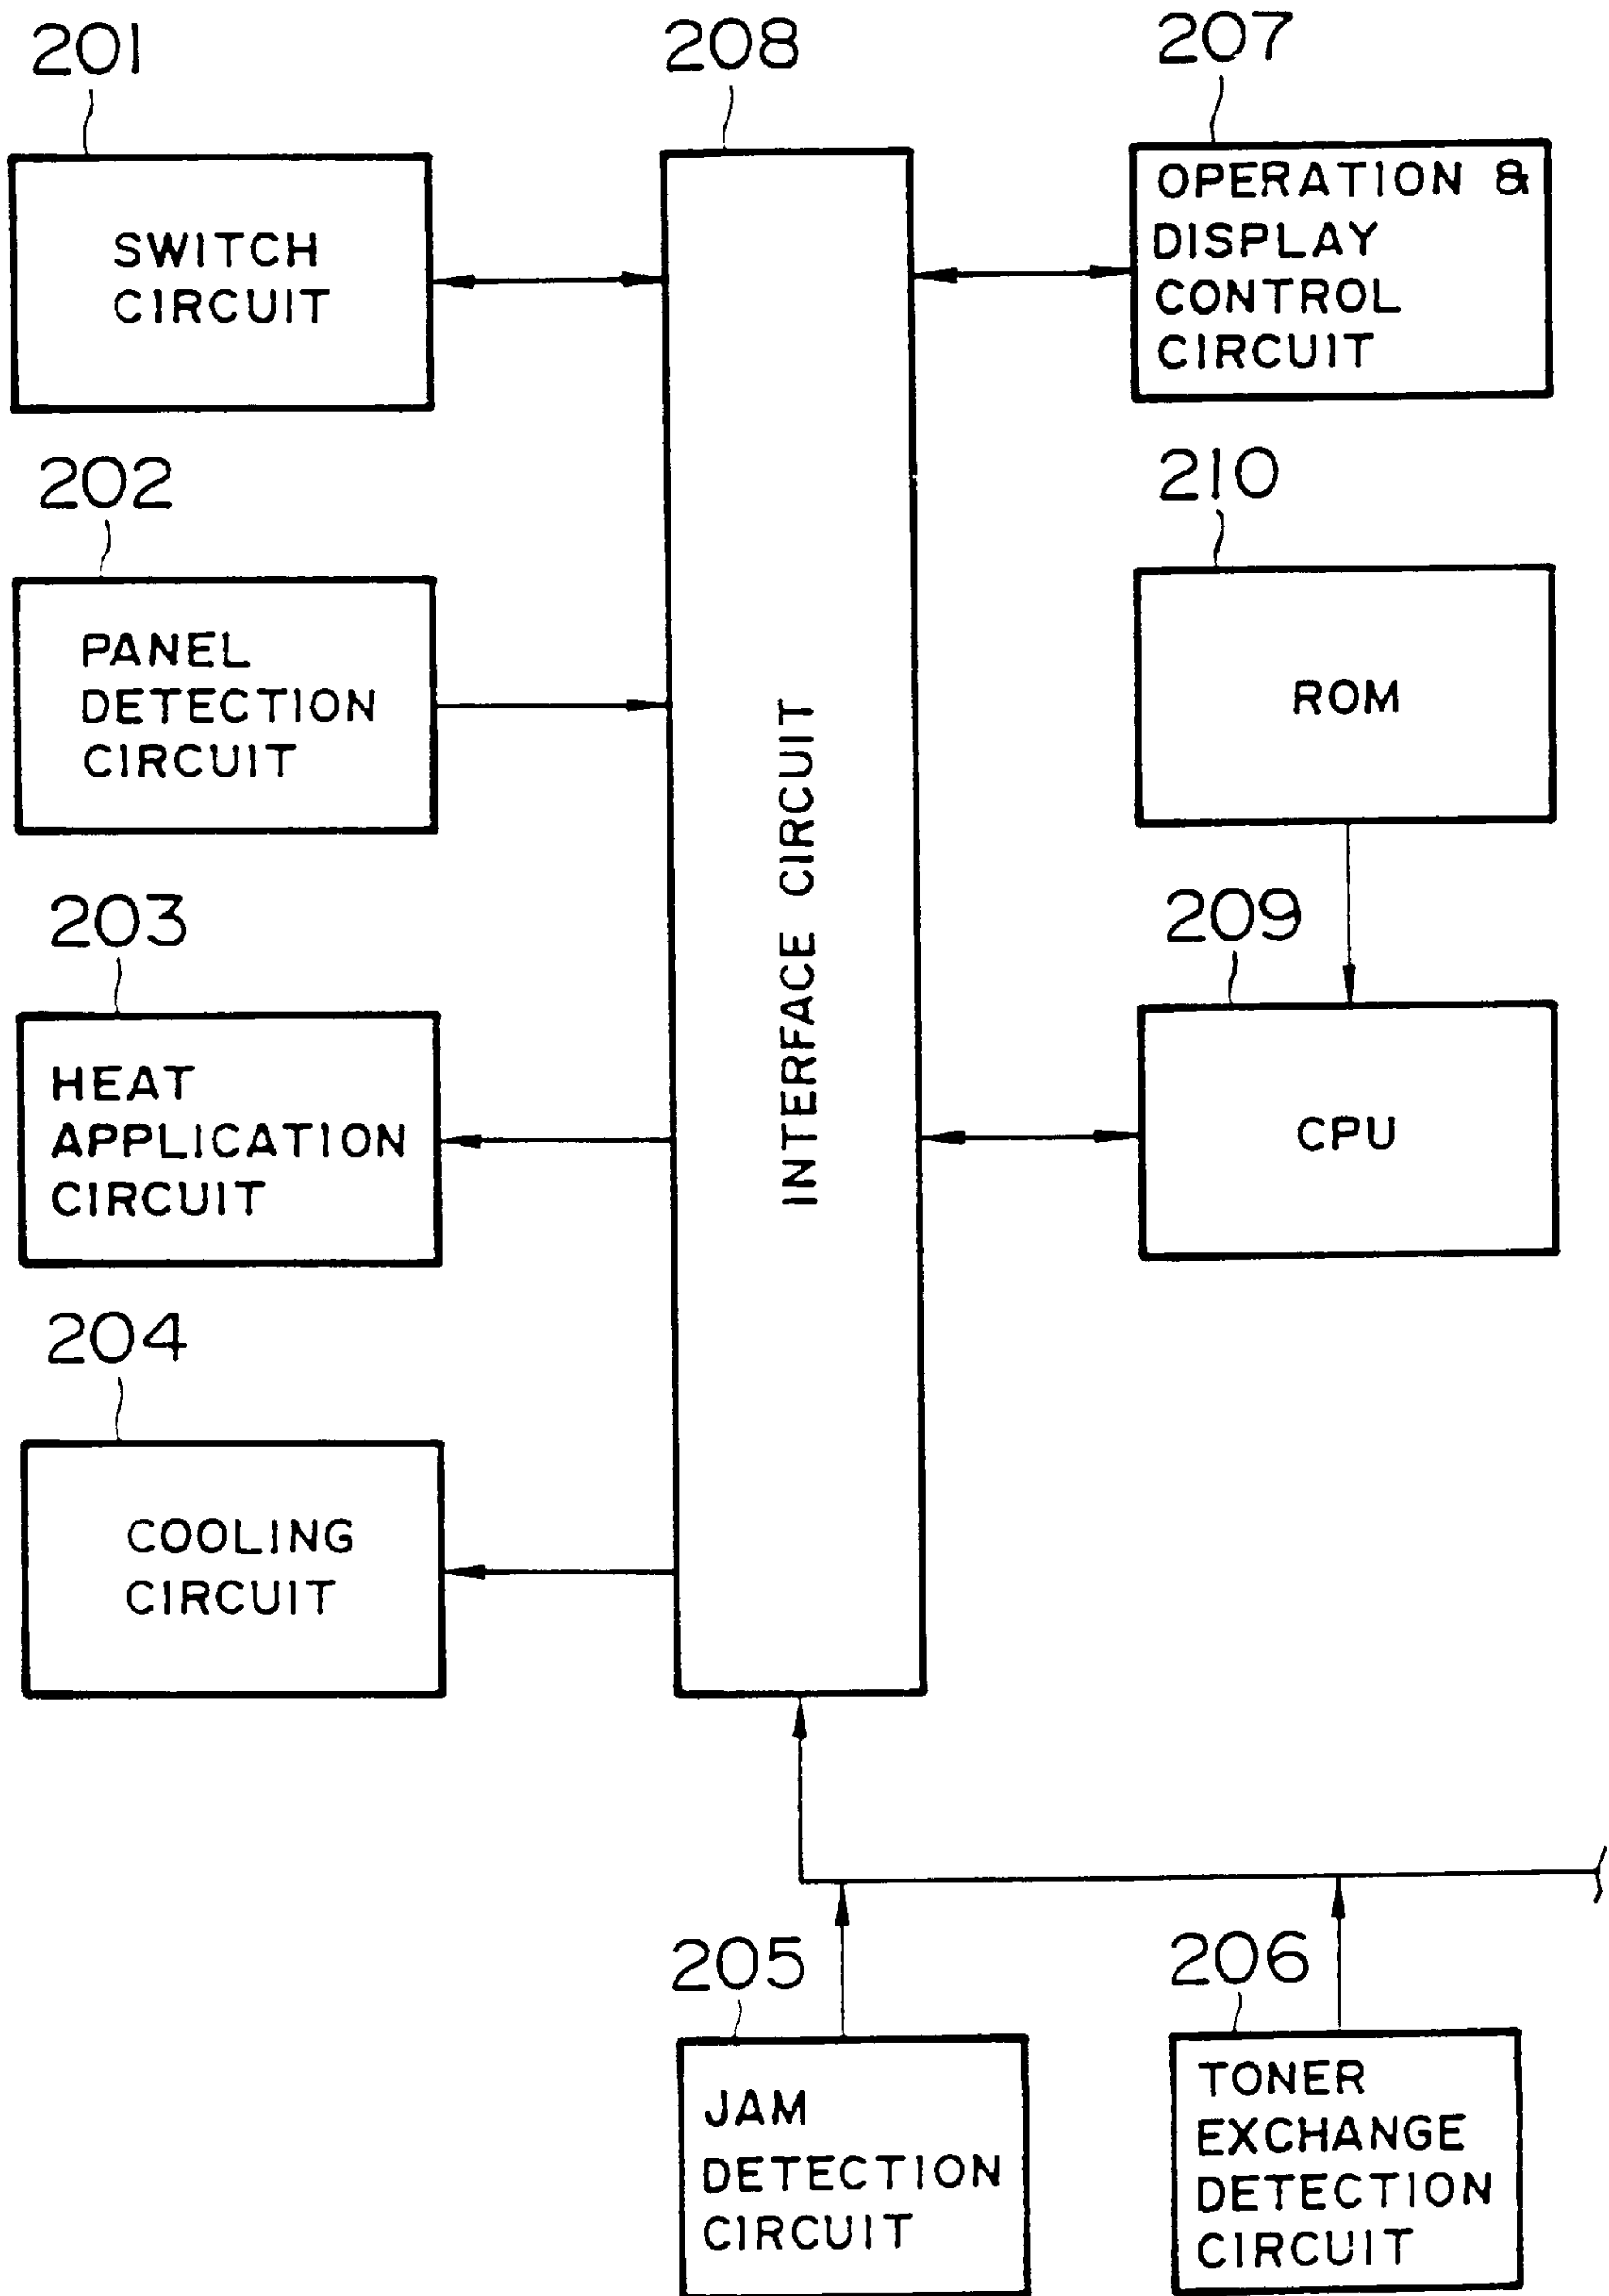 201
208
207
SWITCH
CIRCUIT
OPERATION &
DISPLAY
CONTROL
CIRCUIT
202
210
PANEL
DETECTION
CIRCUIT
ROM
INTERFACE CIRCUIT
203
209
HEAT
APPLICATION
CIRCUIT
CPU
204
COOLING
CIRCUIT
205
206
JAM
DETECTION
CIRCUIT
TONER
EXCHANGE
DETECTION
CIRCUIT